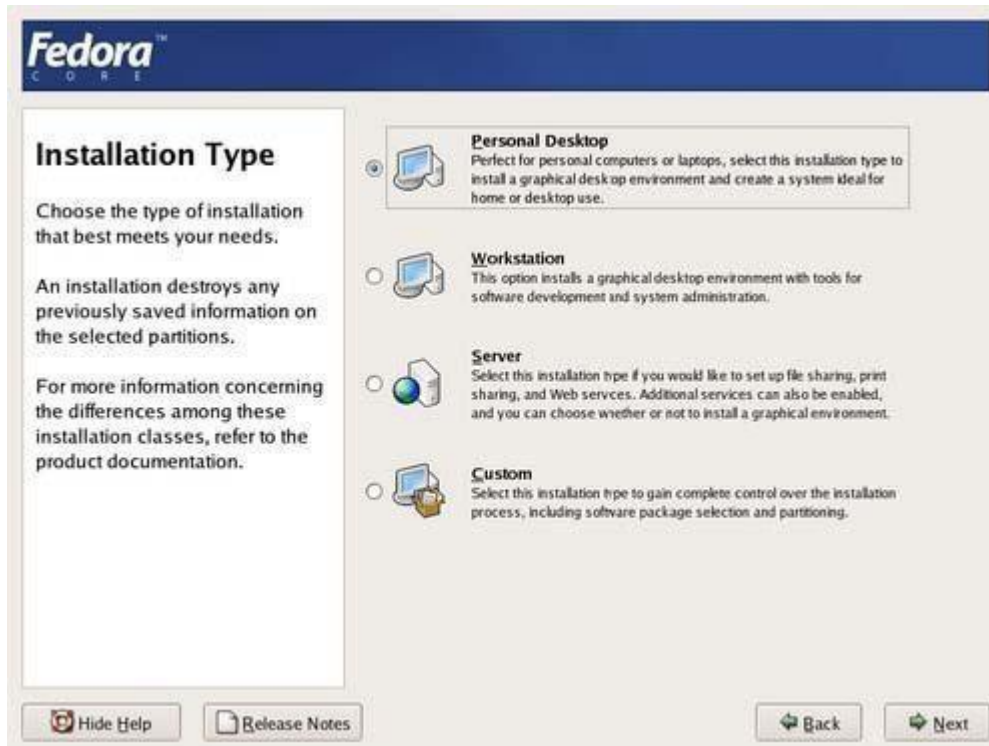 Fedora™
CORE
Installation Type
Choose the type of installation
that best meets your needs.
An installation destroys any
previously saved information on
the selected partitions.
For more information concerning
the differences among these
installation classes, refer to the
product documentation.
Personal Desktop
Perfect for personal computers or laptops, select this installation type to
install a graphical desktop environment and create a system ideal for
home or desktop use.
Workstation
This option installs a graphical desktop environment with tools for
software development and system administration.
Server
Select this installation type if you would like to set up file sharing, print
sharing, and Web services. Additional services can also be enabled,
and you can choose whether or not to install a graphical environment.
Custom
Select this installation type to gain complete control over the installation
process, including software package selection and partitioning.
Hide Help
Release Notes
Back
Next